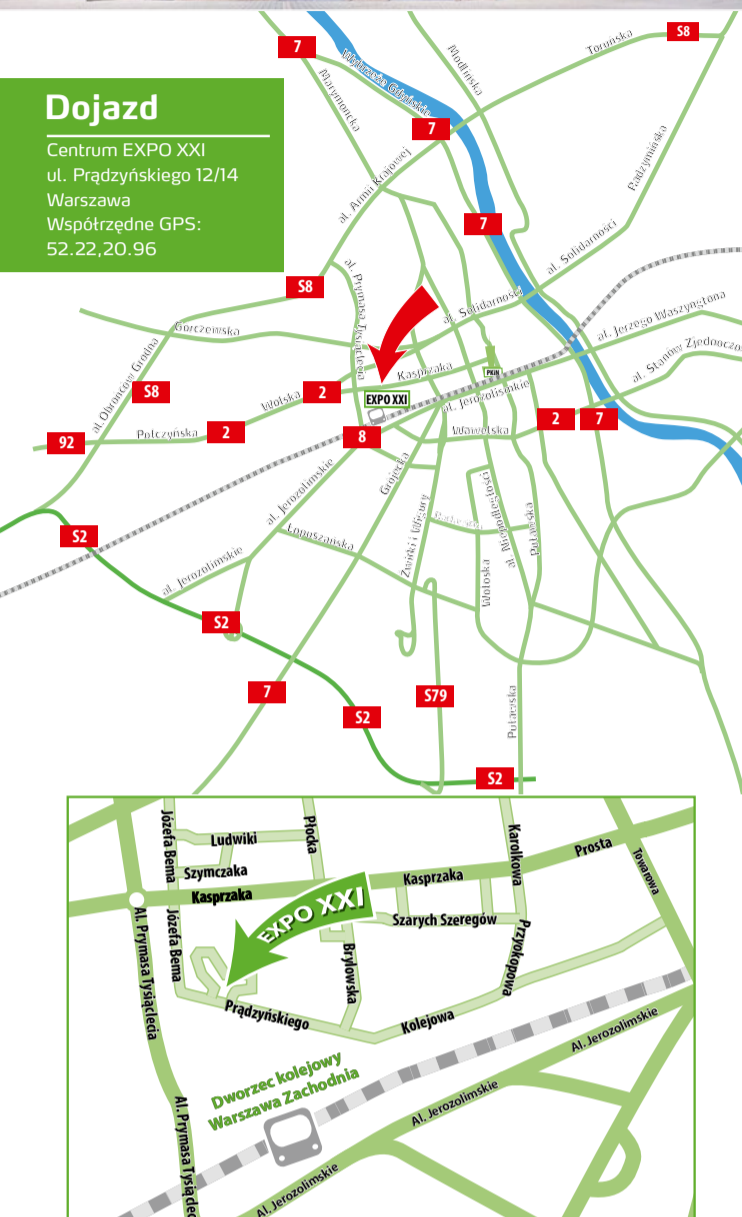 7
S8
Toruńska
Modlińska
Wybrzeże Gdyńskie
Marymoncka
7
Dojazd
Centrum EXPO XXI
ul. Prądzyńskiego 12/14
Warszawa
Współrzędne GPS:
52.22,20.96
Radzymińska
al. Armii Krajowej
7
al. Solidarności
al. Prymasa Tysiąclecia
S8
al. Solidarności
al. Jerzego Waszyngtona
Górczewska
al. Stanów Zjednoczo
al. Obrońców Grodna
Kasprzaka
PKiN
S8
Wolska
2
EXPO XXI
al. Jerozolimskie
2
7
Połczyńska
2
92
8
Wawelska
Grójecka
al. Jerozolimskie
Żwirki i Wigury
al. Niepodległości
Puławska
Łopuszańska
S2
al. Jerozolimskie
Wołoska
S2
7
S79
S2
Puławska
S2
Józefa Bema
Ludwiki
Płocka
Karolkowa
Prosta
Towarowa
Szymczaka
Kasprzaka
Kasprzaka
EXPO XXI
Szarych Szeregów
Józefa Bema
Al. Prymasa Tysiąclecia
Brylowska
Przyokopowa
Prądzyńskiego
Kolejowa
Al. Jerozolimskie
Dworzec kolejowy
Warszawa Zachodnia
Al. Jerozolimskie
Al. Prymasa Tysiąclec
Al. Jerozolimskie